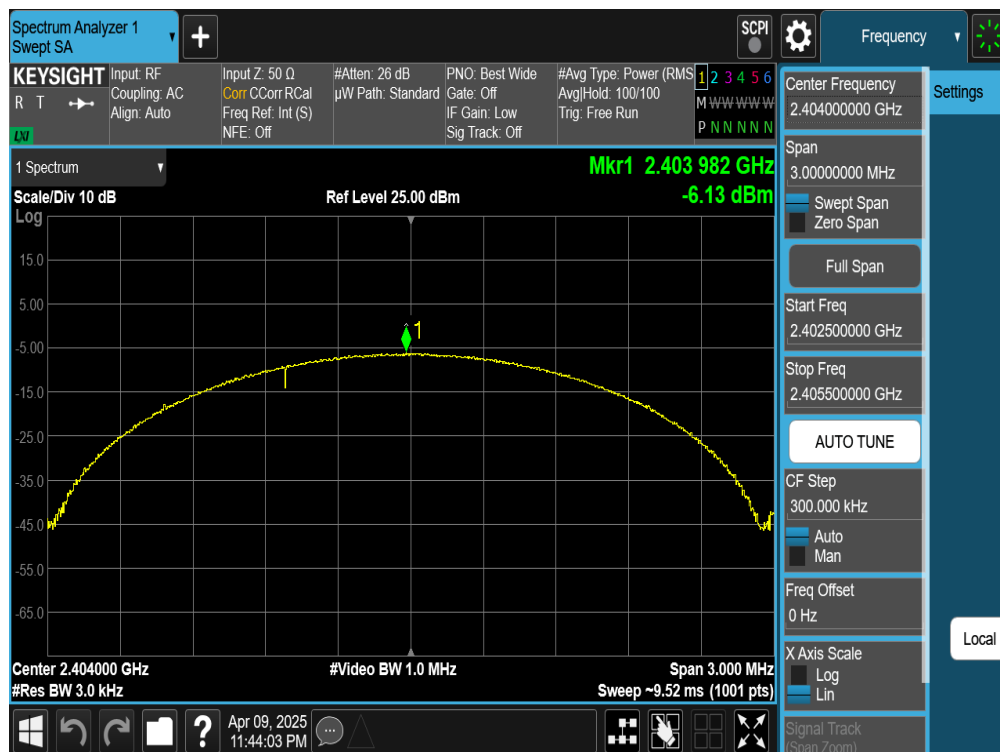 Spectrum Analyzer 1
Swept SA
+
SCPI
Frequency
KEYSIGHT
R T
LXI
Input: RF
Coupling: AC
Align: Auto
Input Z: 50 Ω
Corr CCorr RCal
Freq Ref: Int (S)
NFE: Off
#Atten: 26 dB
µW Path: Standard
PNO: Best Wide
Gate: Off
IF Gain: Low
Sig Track: Off
#Avg Type: Power (RMS
Avg|Hold: 100/100
Trig: Free Run
1 2 3 4 5 6
M W W W W W W
P N N N N N
1 Spectrum
Mkr1 2.403 982 GHz
-6.13 dBm
Scale/Div 10 dB
Ref Level 25.00 dBm
Log
15.0
5.00
-5.00
-15.0
-25.0
-35.0
-45.0
-55.0
-65.0
1
Center 2.404000 GHz
#Video BW 1.0 MHz
Span 3.000 MHz
#Res BW 3.0 kHz
Sweep ~9.52 ms (1001 pts)
Center Frequency
2.404000000 GHz
Span
3.00000000 MHz
Swept Span
Zero Span
Full Span
Start Freq
2.402500000 GHz
Stop Freq
2.405500000 GHz
AUTO TUNE
CF Step
300.000 kHz
Auto
Man
Freq Offset
0 Hz
X Axis Scale
Log
Lin
Signal Track
(Span Zoom)
Settings
Local
?
Apr 09, 2025
11:44:03 PM